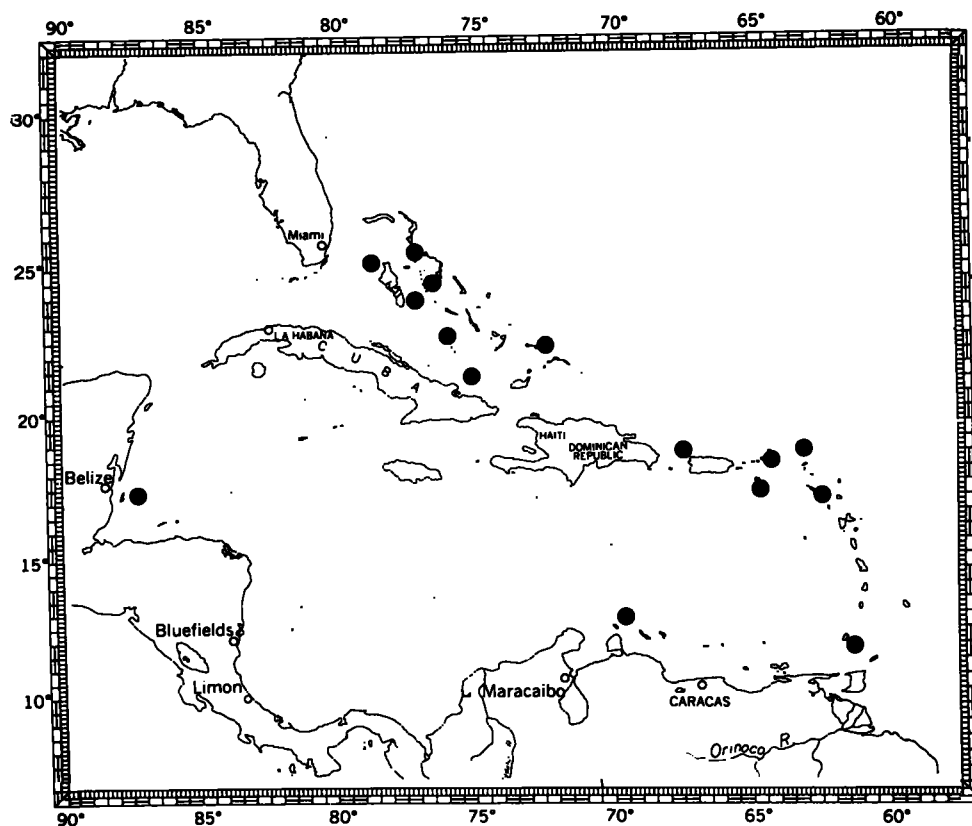 90° 85° 80° 75° 70° 65° 60°
30°
Miami
25°
LA HABANA
C U B A
20°
HAITI
DOMINICAN
REPUBLIC
Belize
15°
Bluefields
Limon
Maracaibo
10°
CARACAS
Orinoco R.
90° 85° 80° 75° 70° 65° 60°